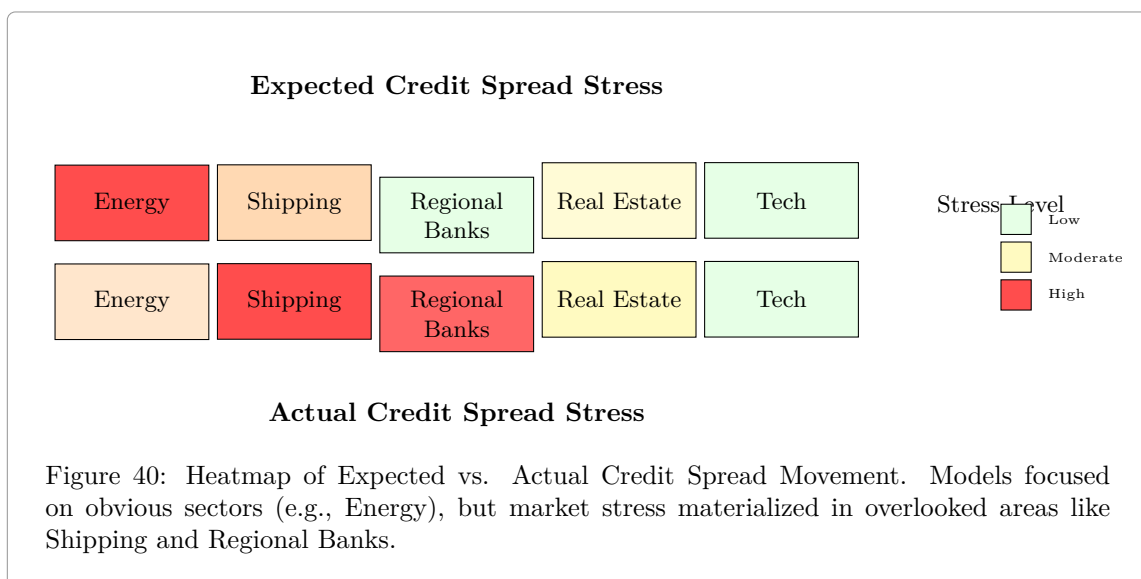 Expected Credit Spread Stress
Energy
Shipping
Regional
Banks
Real Estate
Tech
Stress Level
Low
Moderate
High
Energy
Shipping
Regional
Banks
Real Estate
Tech
Actual Credit Spread Stress
Figure 40: Heatmap of Expected vs. Actual Credit Spread Movement. Models focused
on obvious sectors (e.g., Energy), but market stress materialized in overlooked areas like
Shipping and Regional Banks.